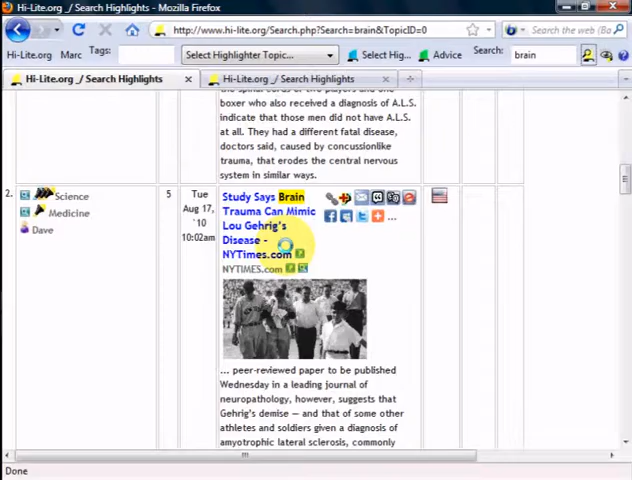 Hi-Lite.org _/ Search Highlights - Mozilla Firefox
http://www.hi-lite.org/Search.php?Search=brain&TopicID=0
Search the web (Ba
Hi-Lite.org Marc Tags: Select Highlighter Topic... Select Hig... Advice Search: brain
Hi-Lite.org _/ Search Highlights
Hi-Lite.org _/ Search Highlights
the spinal cords of two players and one
boxer who also received a diagnosis of A.L.S.
indicate that those men did not have A.L.S.
at all. They had a different fatal disease,
doctors said, caused by concussionlike
trauma, that erodes the central nervous
system in similar ways.
2.
Science
Medicine
Dave
5
Tue
Aug 17,
`10
10:02am
Study Says Brain
Trauma Can Mimic
Lou Gehrig's
Disease -
NYTimes.com
NYTIMES.com
... peer-reviewed paper to be published
Wednesday in a leading journal of
neuropathology, however, suggests that
Gehrig's demise — and that of some other
athletes and soldiers given a diagnosis of
amyotrophic lateral sclerosis, commonly
Done